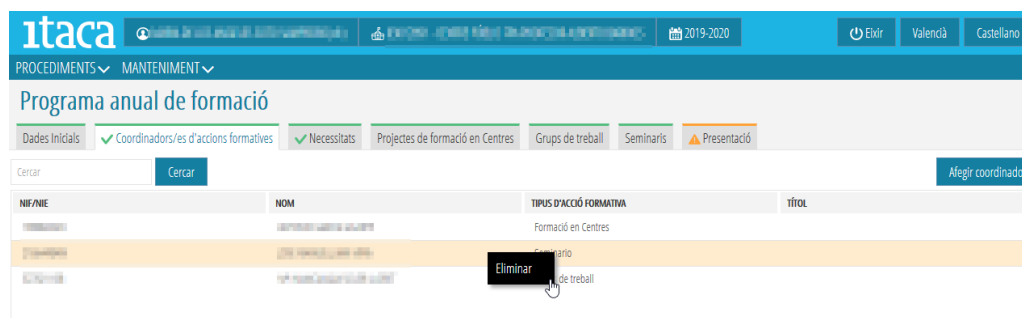 ıtaca 2019-2020 Eixir Valencià Castellano
PROCEDIMENTS MANTENIMENT
Programa anual de formació
Dades Inicials Coordinadors/es d'accions formatives Necessitats Projectes de formació en Centres Grups de treball Seminaris Presentació
Cercar Cercar Afegir coordinado
NIF/NIE NOM TIPUS D'ACCIÓ FORMATIVA TÍTOL
Formació en Centres
Seminario
Eliminar de treball